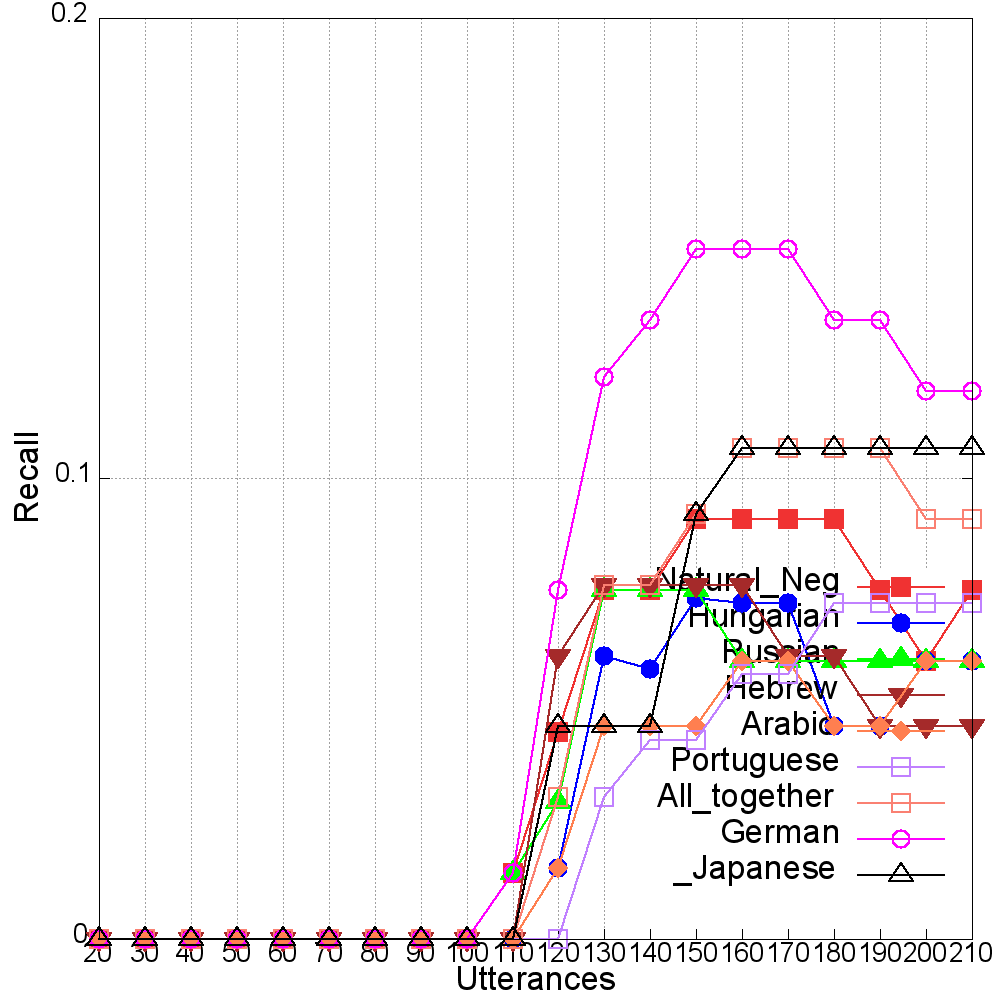 0.2
0.1
0
Recall
Natural_Neg
Hungarian
Russian
Hebrew
Arabic
Portuguese
All_together
German
_Japanese
20 30 40 50 60 70 80 90 100 110 120 130 140 150 160 170 180 190 200 210
Utterances